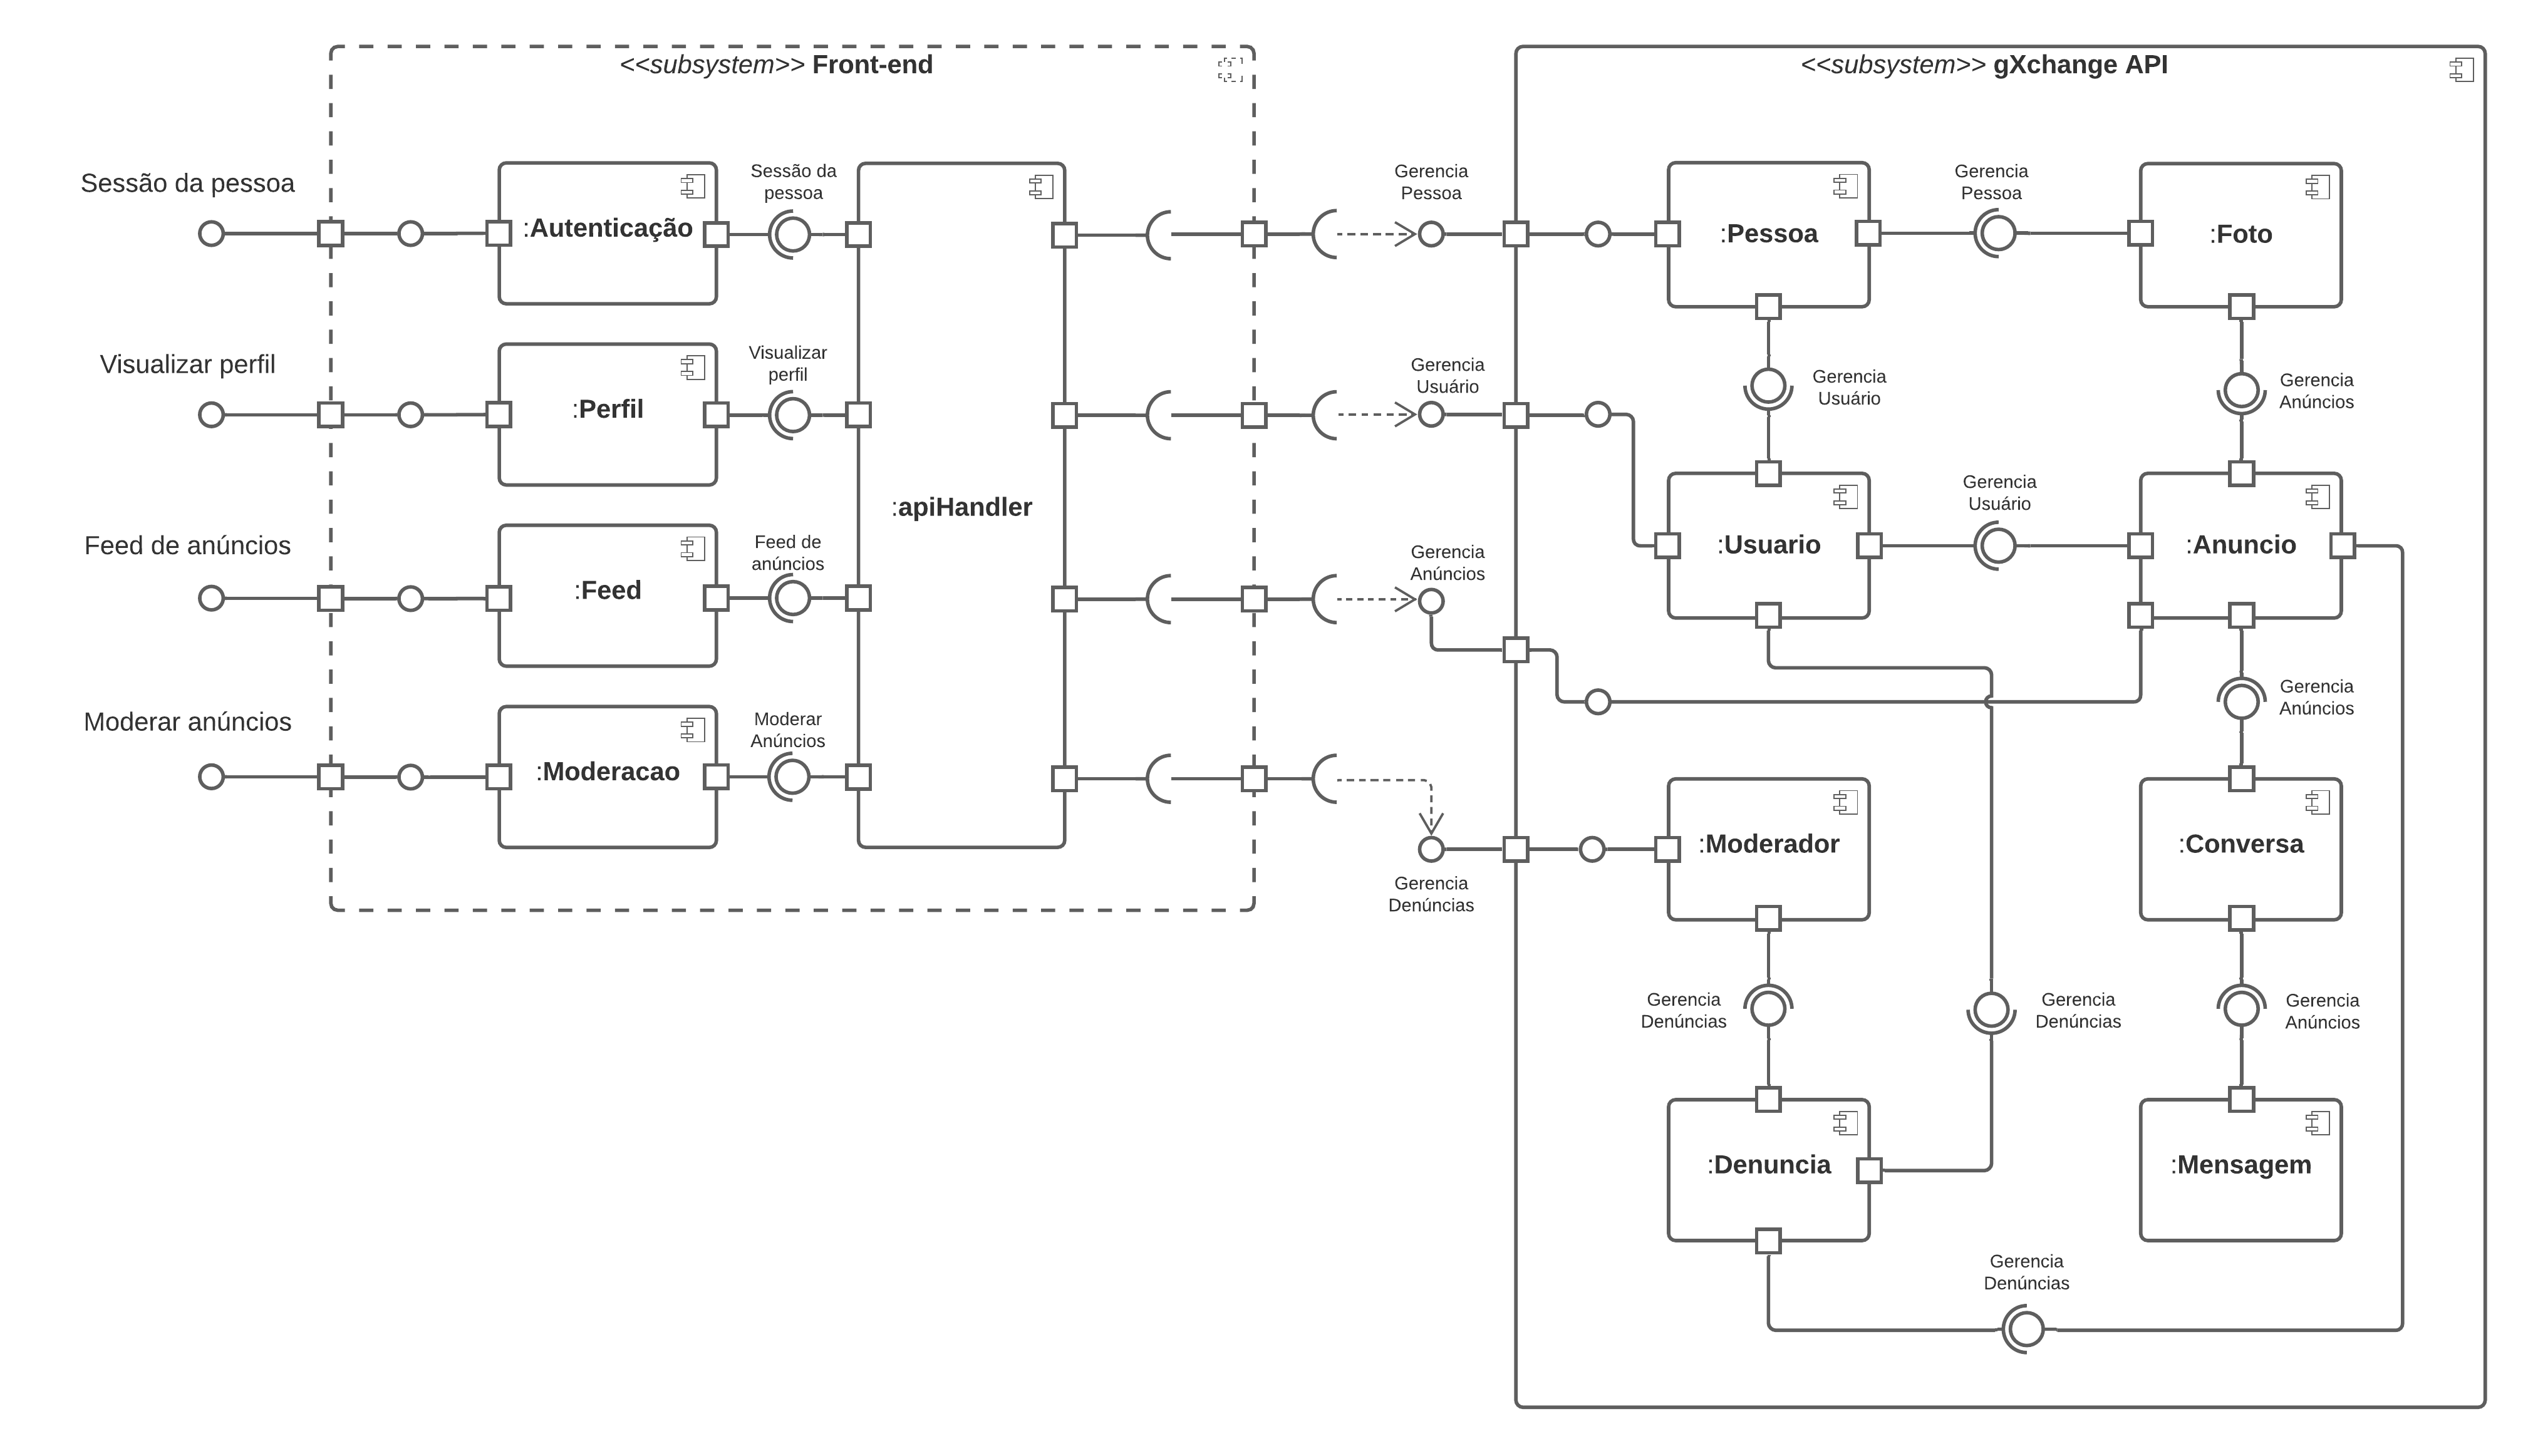 <<subsystem>> Front-end
<<subsystem>> gXchange API
Sessão da pessoa
:Autenticação
Sessão da
pessoa
Gerencia
Pessoa
:Pessoa
Gerencia
Pessoa
:Foto
Visualizar perfil
:Perfil
Visualizar
perfil
Gerencia
Usuário
Gerencia
Usuário
Gerencia
Anúncios
:apiHandler
Feed de anúncios
:Feed
Feed de
anúncios
Gerencia
Anúncios
:Usuario
Gerencia
Usuário
:Anuncio
Moderar anúncios
:Moderacao
Moderar
Anúncios
Gerencia
Anúncios
Gerencia
Denúncias
:Moderador
:Conversa
Gerencia
Denúncias
Gerencia
Denúncias
Gerencia
Anúncios
:Denuncia
:Mensagem
Gerencia
Denúncias